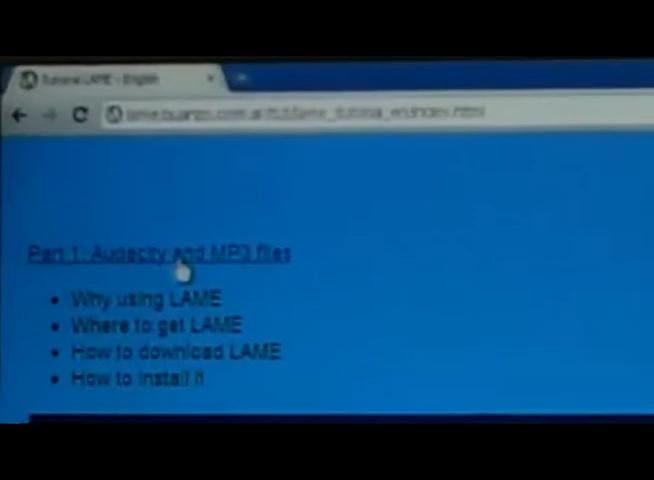 Tutorial LAME - English
Part 1: Audacity and MP3 files
Why using LAME
Where to get LAME
How to download LAME
How to install it